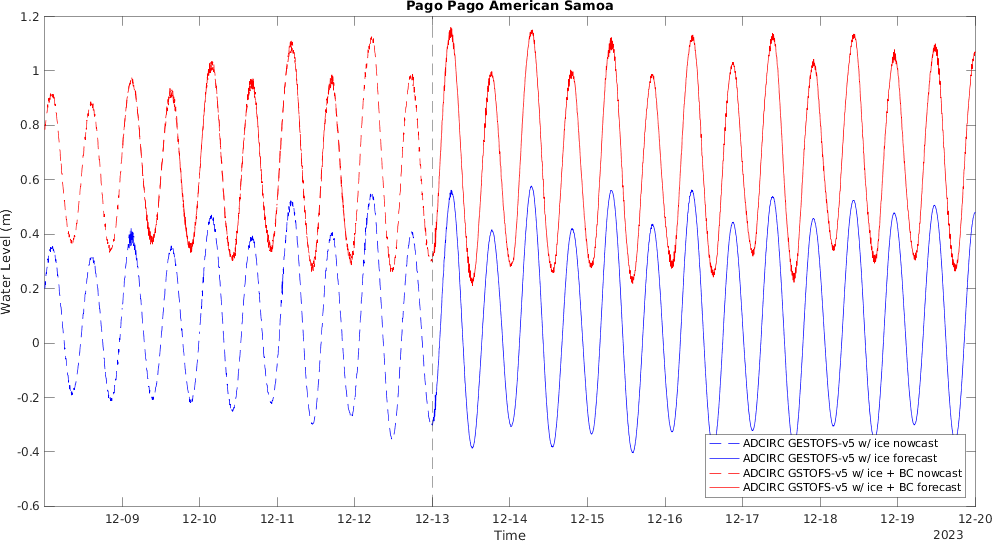 Pago Pago American Samoa
1.2
1
0.8
0.6
0.4
0.2
0
-0.2
-0.4
-0.6
Water Level (m)
ADCIRC GESTOFS-v5 w/ ice nowcast
ADCIRC GESTOFS-v5 w/ ice forecast
ADCIRC GSTOFS-v5 w/ ice + BC nowcast
ADCIRC GSTOFS-v5 w/ ice + BC forecast
12-09 12-10 12-11 12-12 12-13 12-14 12-15 12-16 12-17 12-18 12-19 12-20
Time
2023